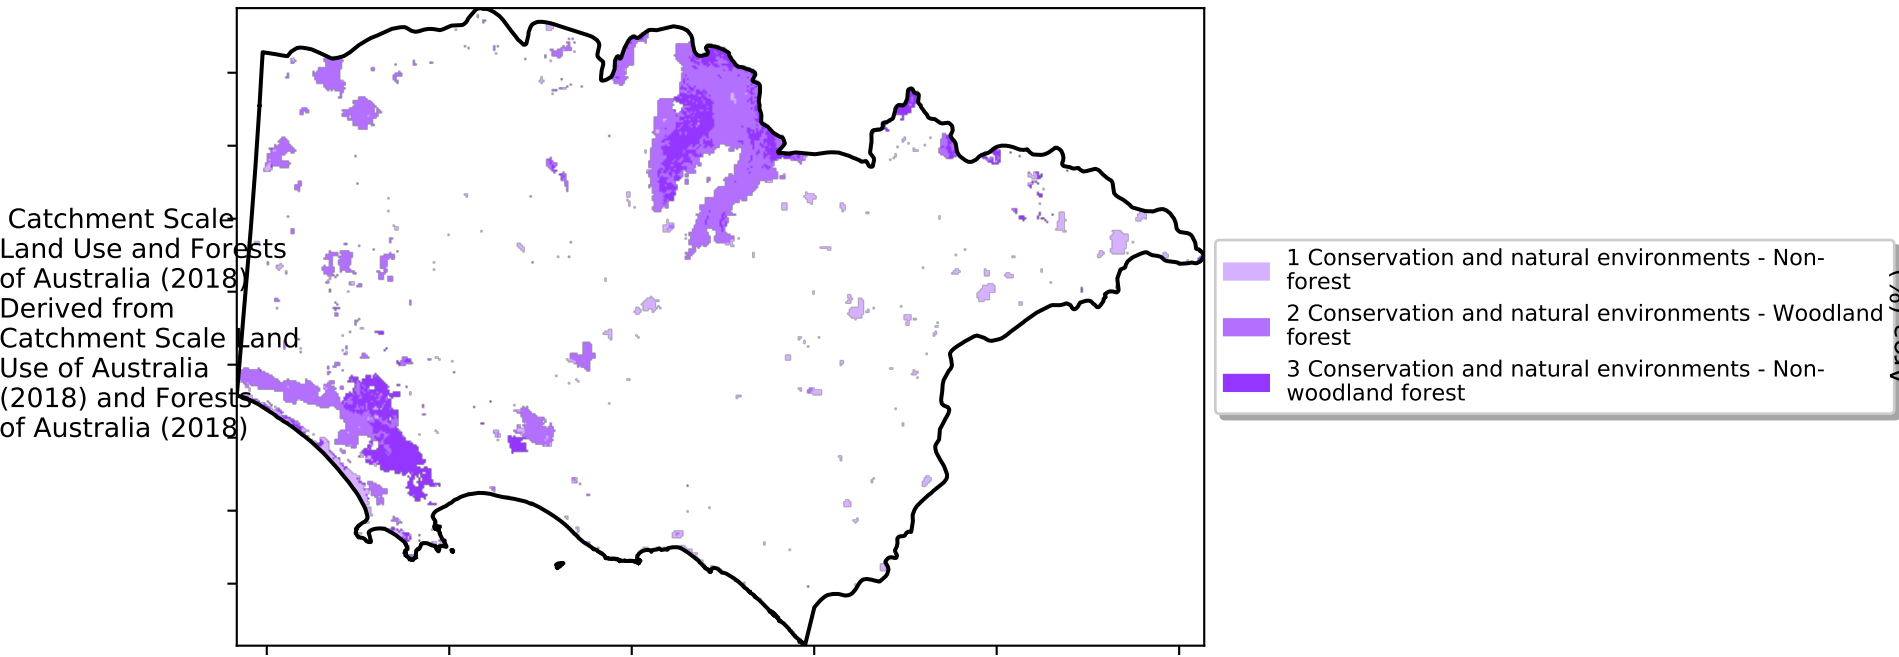 Catchment Scale
Land Use and Forests
of Australia (2018)
Derived from
Catchment Scale Land
Use of Australia
(2018) and Forests
of Australia (2018)
1 Conservation and natural environments - Non-
forest
2 Conservation and natural environments - Woodland
forest
3 Conservation and natural environments - Non-
woodland forest